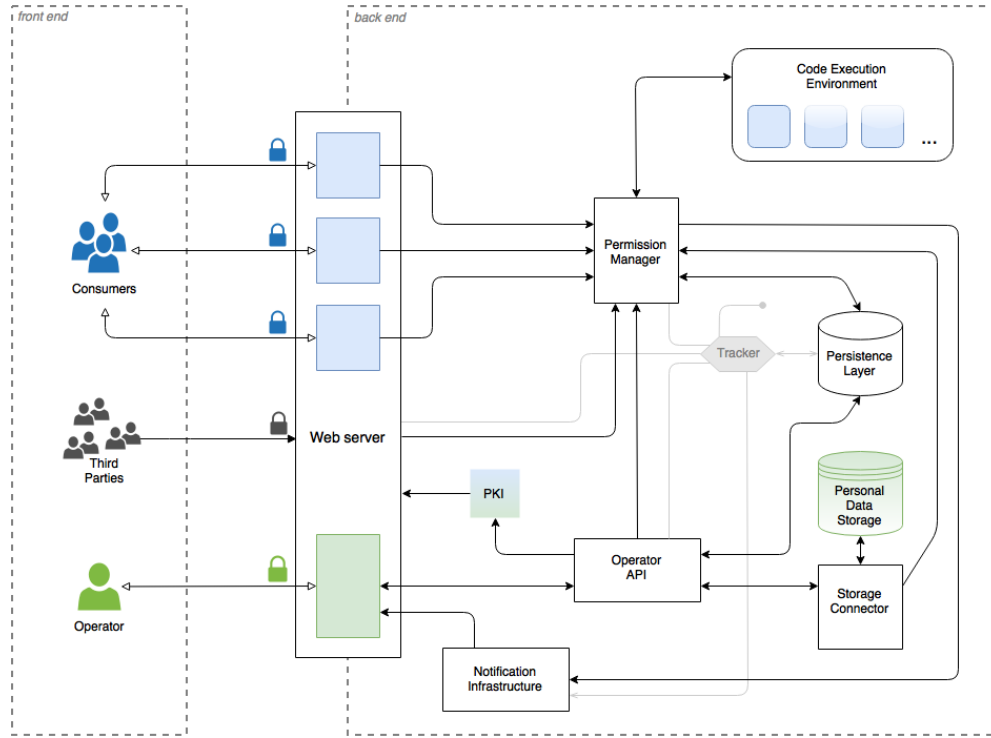 front end
back end
Code Execution
Environment
...
Consumers
Permission
Manager
Tracker
Persistence
Layer
Third
Parties
Web server
PKI
Personal
Data
Storage
Operator
API
Operator
Storage
Connector
Notification
Infrastructure